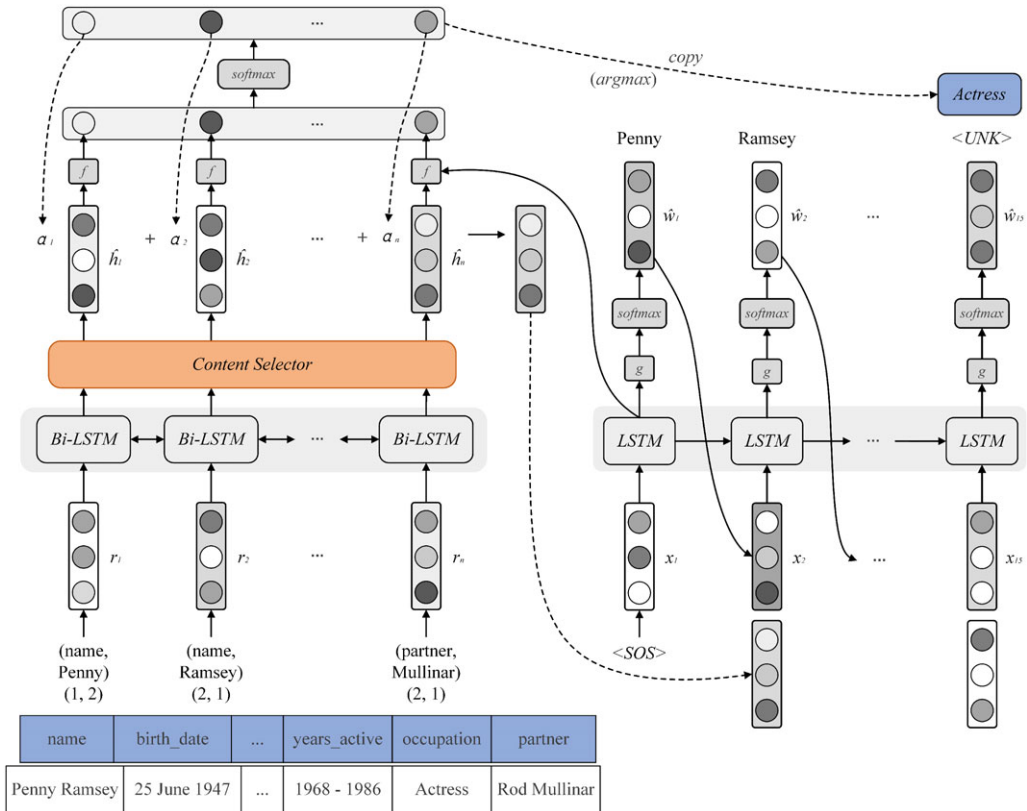 ...
softmax
copy
(argmax)
Actress
...
Penny
Ramsey
<UNK>
f
f
f
α1
+
α2
...
+
αn
ĥ1
ĥ2
ĥn
ŵ1
ŵ2
...
ŵ15
softmax
softmax
softmax
Content Selector
g
g
g
Bi-LSTM
Bi-LSTM
...
Bi-LSTM
LSTM
LSTM
...
LSTM
r1
r2
...
rn
x1
x2
...
x15
(name,
Penny)
(1, 2)
(name,
Ramsey)
(2, 1)
(partner,
Mullinar)
(2, 1)
<SOS>
name birth_date ... years_active occupation partner
Penny Ramsey 25 June 1947 ... 1968 - 1986 Actress Rod Mullinar